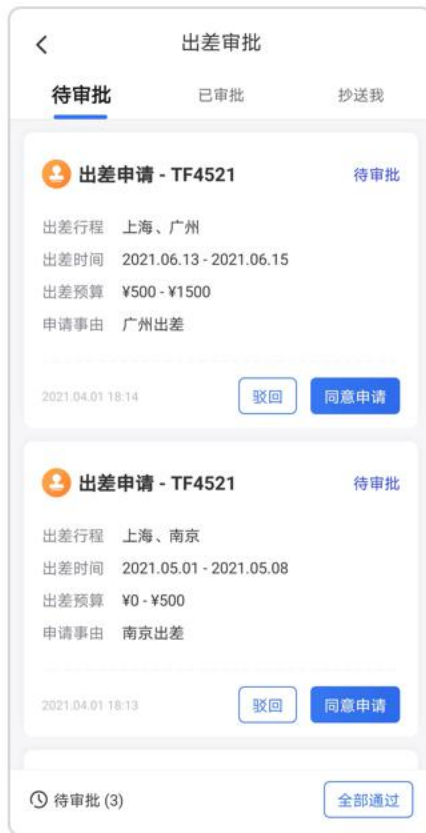 出差审批
待审批 已审批 抄送我
出差申请 - TF4521 待审批
出差行程 上海、广州
出差时间 2021.06.13 - 2021.06.15
出差预算 ¥500 - ¥1500
申请事由 广州出差
2021.04.01 18:14 驳回 同意申请
出差申请 - TF4521 待审批
出差行程 上海、南京
出差时间 2021.05.01 - 2021.05.08
出差预算 ¥0 - ¥500
申请事由 南京出差
2021.04.01 18:13 驳回 同意申请
待审批 (3) 全部通过